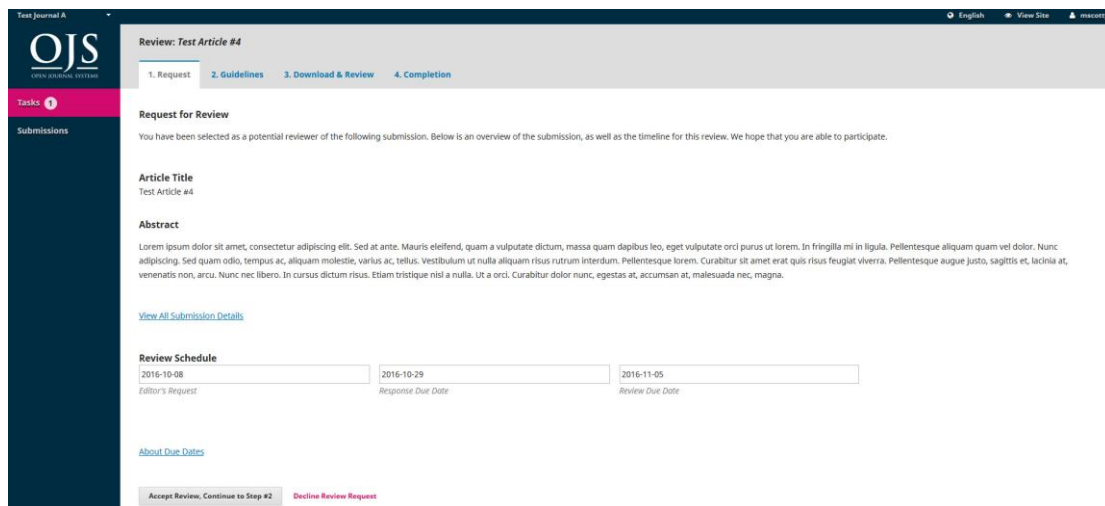 Test Journal A
English View Site mscott
OJS
OPEN JOURNAL SYSTEMS
Tasks 1
Submissions
Review: Test Article #4
1. Request 2. Guidelines 3. Download & Review 4. Completion
Request for Review
You have been selected as a potential reviewer of the following submission. Below is an overview of the submission, as well as the timeline for this review. We hope that you are able to participate.
Article Title
Test Article #4
Abstract
Lorem ipsum dolor sit amet, consectetur adipiscing elit. Sed at ante. Mauris eleifend, quam a vulputate dictum, massa quam dapibus leo, eget vulputate orci purus ut lorem. In fringilla mi in ligula. Pellentesque aliquam quam vel dolor. Nunc
adipiscing. Sed quam odio, tempus ac, aliquam molestie, varius ac, tellus. Vestibulum ut nulla aliquam risus rutrum interdum. Pellentesque lorem. Curabitur sit amet erat quis risus feugiat viverra. Pellentesque augue justo, sagittis et, lacinia at,
venenatis non, arcu. Nunc nec libero. In cursus dictum risus. Etiam tristique nisl a nulla. Ut a orci. Curabitur dolor nunc, egestas at, accumsan at, malesuada nec, magna.
View All Submission Details
Review Schedule
2016-10-08 2016-10-29 2016-11-05
Editor's Request Response Due Date Review Due Date
About Due Dates
Accept Review, Continue to Step #2 Decline Review Request